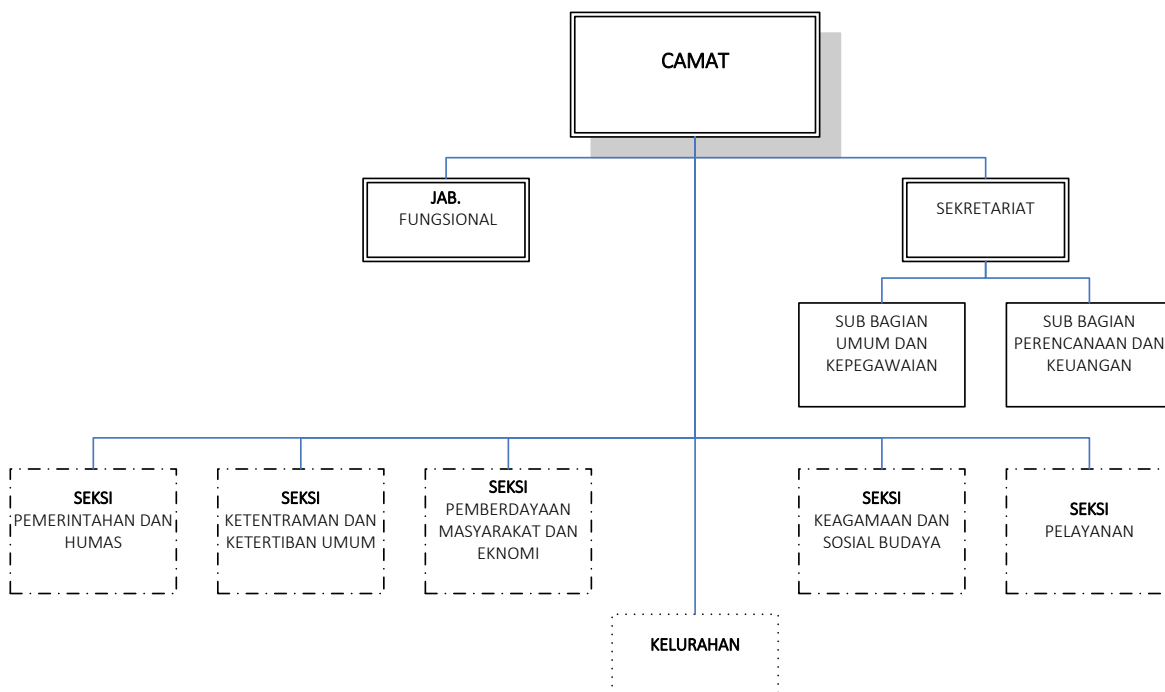 CAMAT
JAB.
FUNGSIONAL
SEKRETARIAT
SUB BAGIAN
UMUM DAN
KEPEGAWAIAN
SUB BAGIAN
PERENCANAAN DAN
KEUANGAN
SEKSI
PEMERINTAHAN DAN
HUMAS
SEKSI
KETENTRAMAN DAN
KETERTIBAN UMUM
SEKSI
PEMBERDAYAAN
MASYARAKAT DAN
EKNOMI
SEKSI
KEAGAMAAN DAN
SOSIAL BUDAYA
SEKSI
PELAYANAN
KELURAHAN